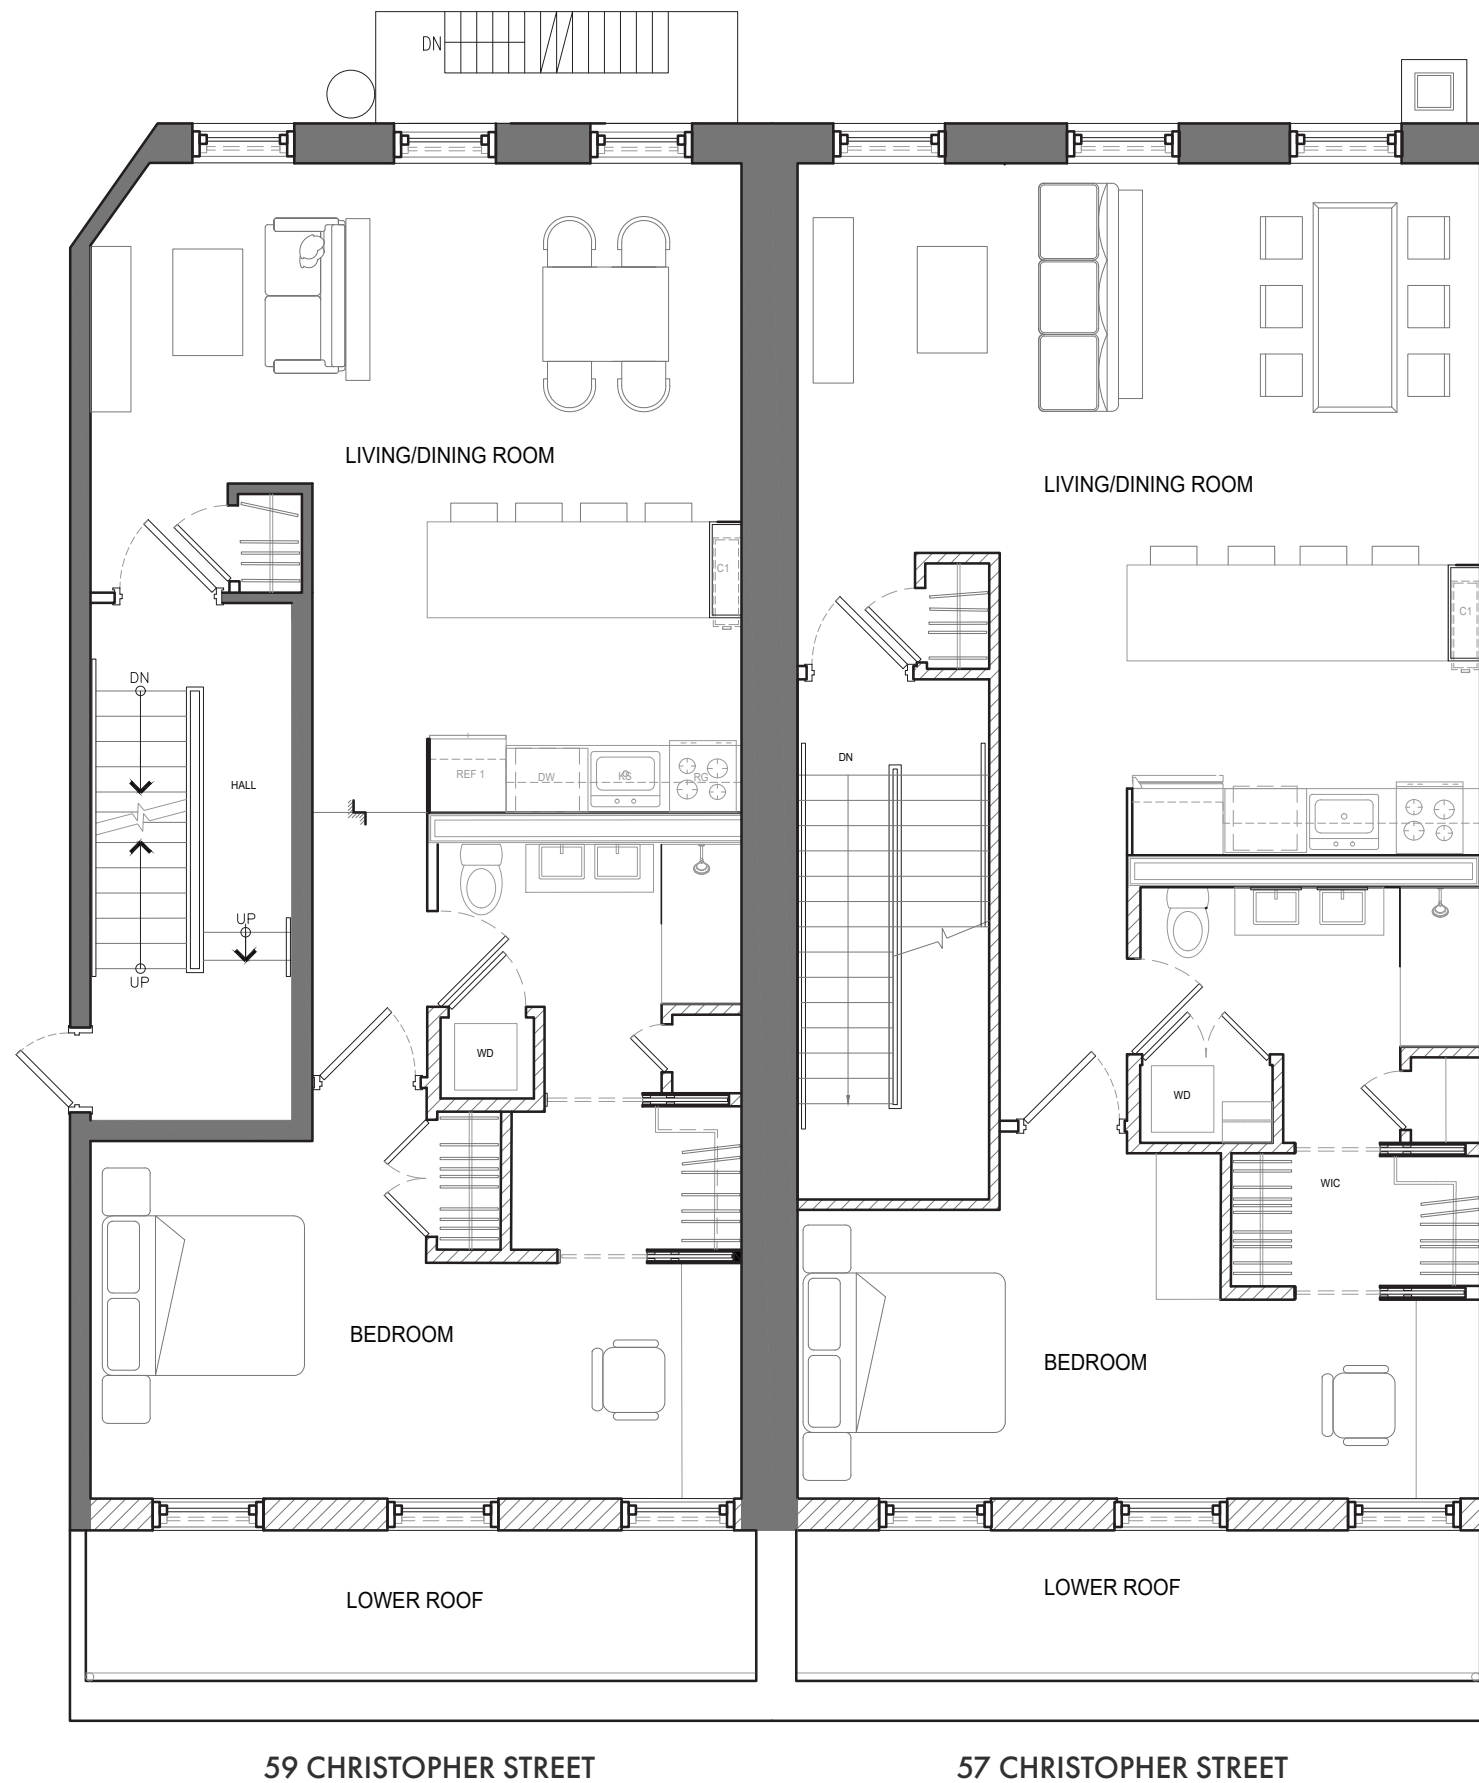 DN
LIVING/DINING ROOM
LIVING/DINING ROOM
C1
C1
DN
HALL
REF 1
DW
KS
RG
DN
UP
UP
WD
WD
WIC
BEDROOM
BEDROOM
LOWER ROOF
LOWER ROOF
59 CHRISTOPHER STREET
57 CHRISTOPHER STREET